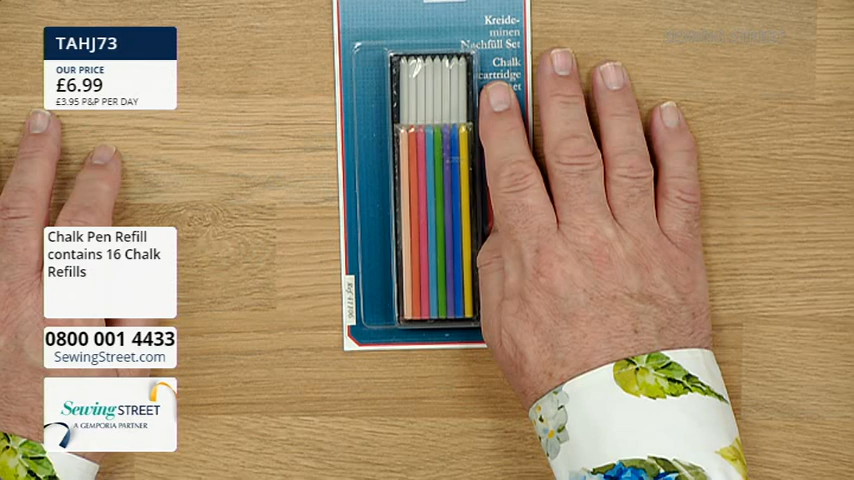 TAHJ73
OUR PRICE
£6.99
£3.95 P&P PER DAY
Chalk Pen Refill
contains 16 Chalk
Refills
0800 001 4433
SewingStreet.com
Sewing STREET
A GEMPORIA PARTNER
Kreide-
minen
Nachfüll Set
Chalk
cartridge